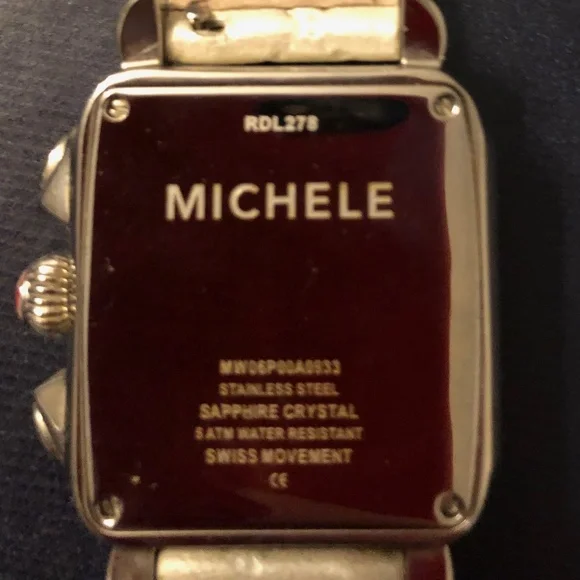 RDL278
MICHELE
MW06P00A0933
STAINLESS STEEL
SAPPHIRE CRYSTAL
5 ATM WATER RESISTANT
SWISS MOVEMENT
CE